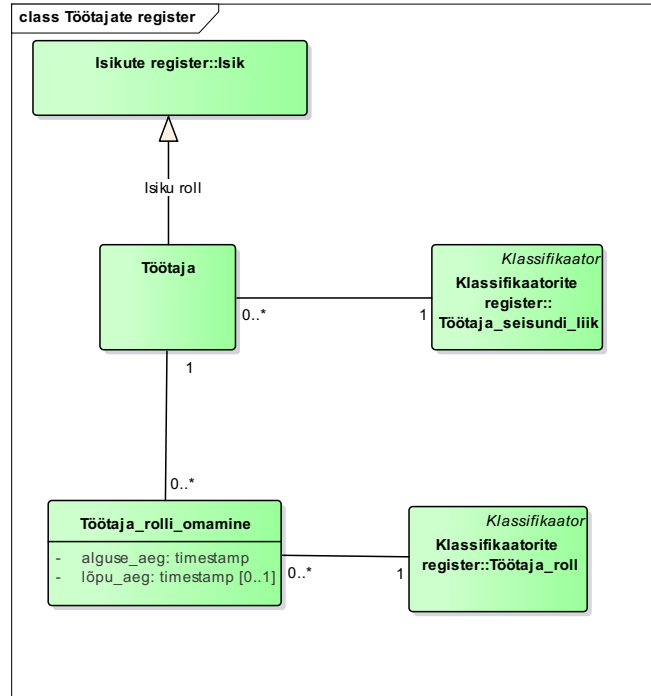 class Töötajate register
Isikute register::Isik
Isiku roll
Töötaja
0..*
1
Klassifikaator
Klassifikaatorite
register::
Töötaja_seisundi_liik
1
0..*
Töötaja_rolli_omamine
- alguse_aeg: timestamp
- lõpu_aeg: timestamp [0..1]
0..*
1
Klassifikaator
Klassifikaatorite
register::Töötaja_roll